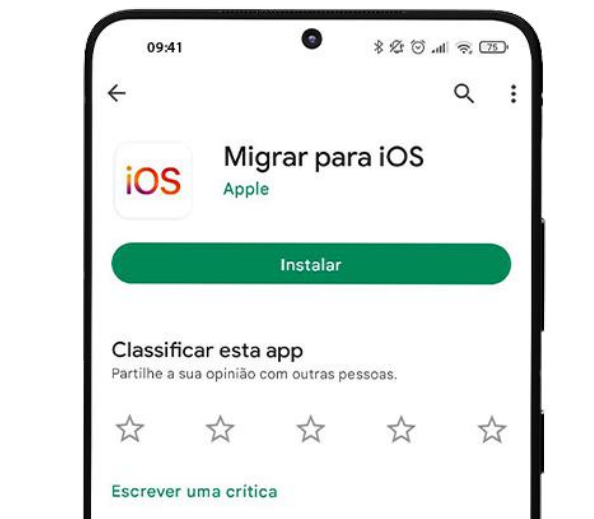 09:41
75
iOS
Migrar para iOS
Apple
Instalar
Classificar esta app
Partilhe a sua opinião com outras pessoas.
Escrever uma crítica